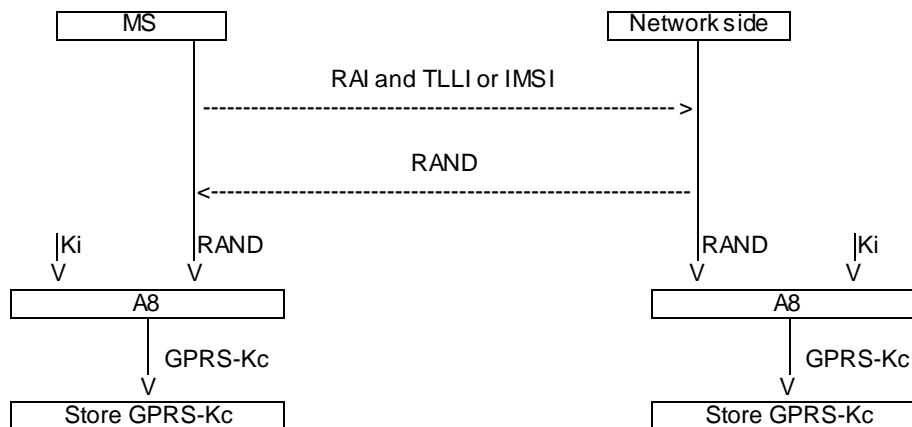 MS Network side
RAI and TLLI or IMSI
------------------------------------------------------------->
RAND
<-------------------------------------------------------------
Ki RAND RAND Ki
V V V V
A8 A8
GPRS-Kc GPRS-Kc
V V
Store GPRS-Kc Store GPRS-Kc